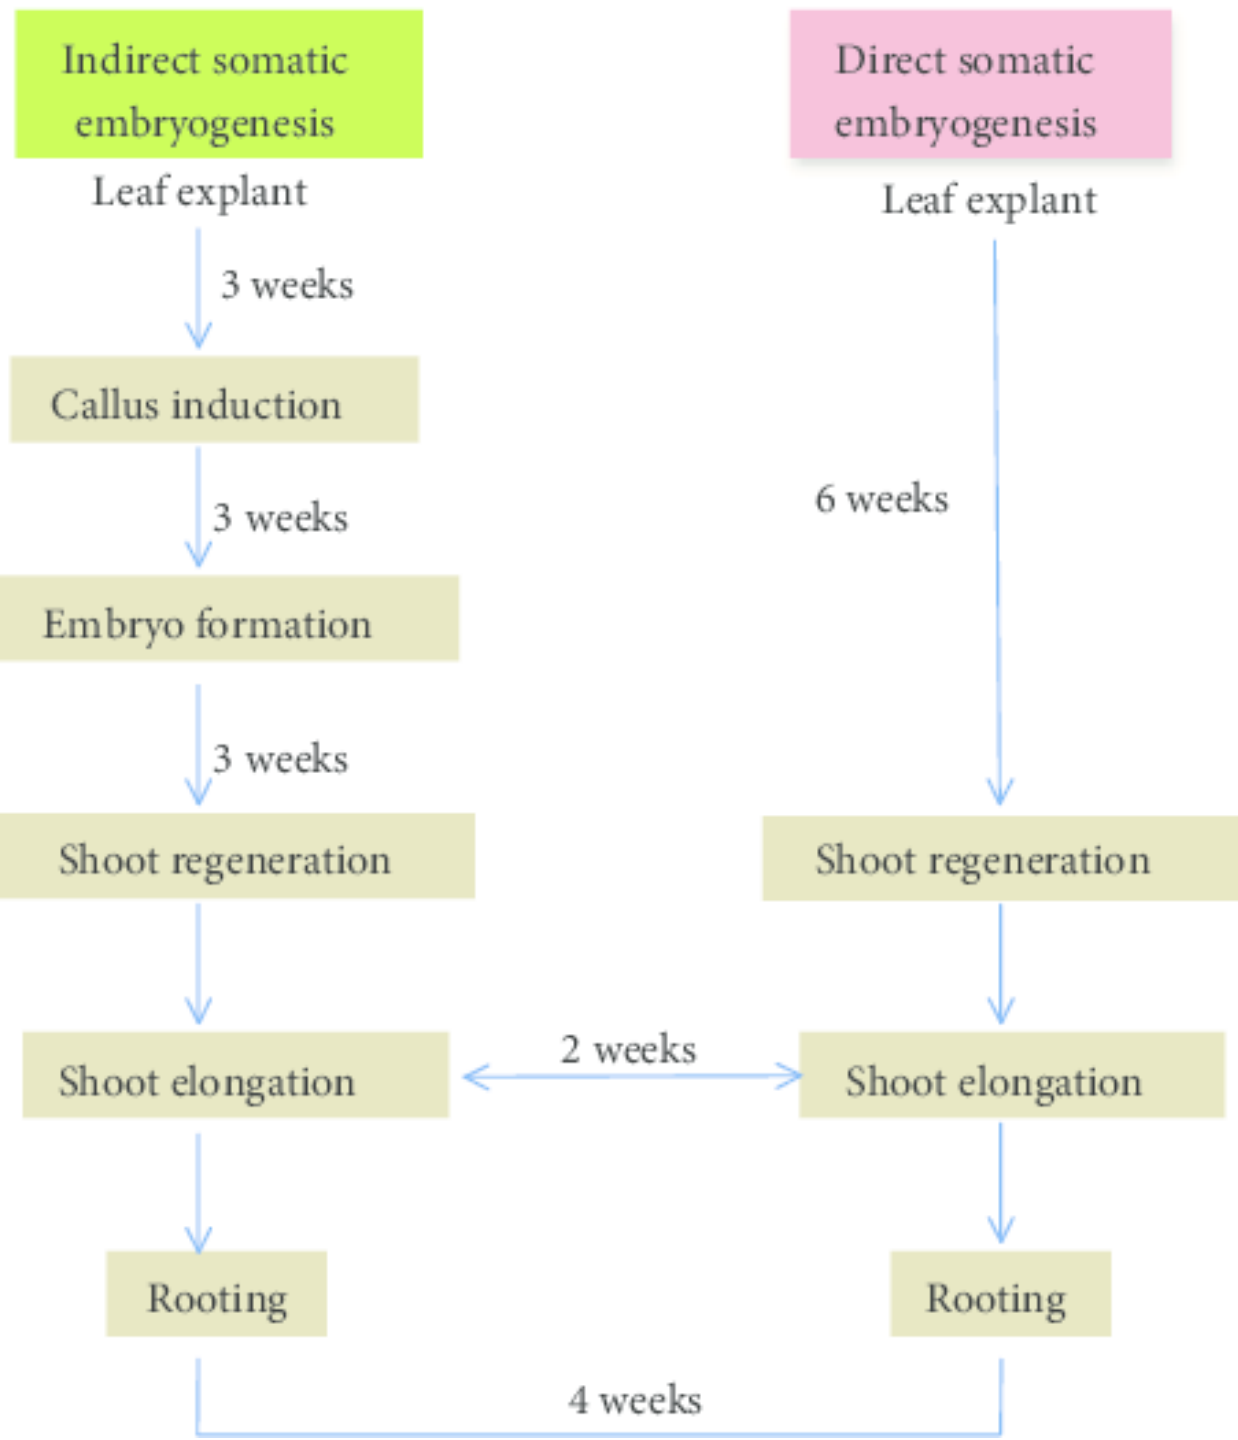 Indirect somatic
embryogenesis
Leaf explant
3 weeks
Callus induction
3 weeks
Embryo formation
3 weeks
Shoot regeneration
Shoot elongation
Rooting
Direct somatic
embryogenesis
Leaf explant
6 weeks
Shoot regeneration
2 weeks
Shoot elongation
Rooting
4 weeks